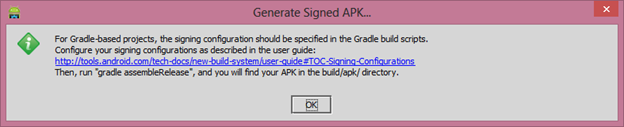 Generate Signed APK...
For Gradle-based projects, the signing configuration should be specified in the Gradle build scripts.
Configure your signing configurations as described in the user guide:
http://tools.android.com/tech-docs/new-build-system/user-guide#TOC-Signing-Configurations
Then, run "gradle assembleRelease", and you will find your APK in the build/apk/ directory.
OK